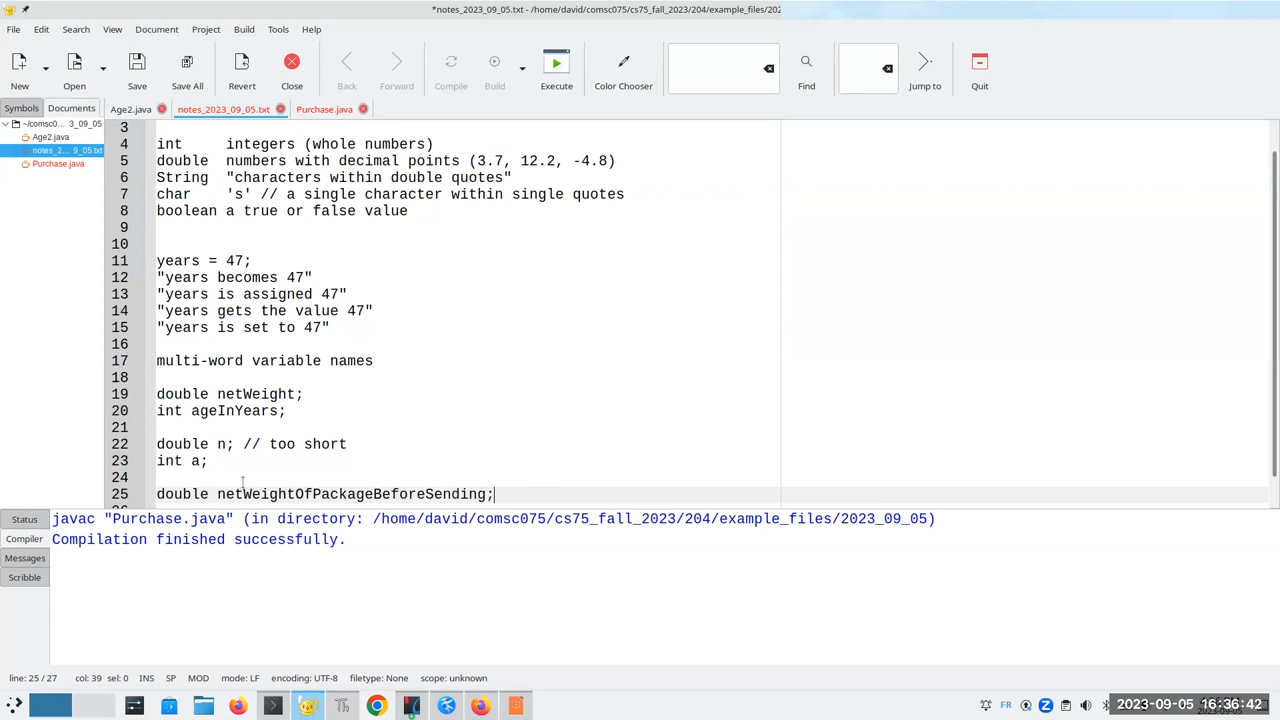 *notes_2023_09_05.txt - /home/david/comsc075/cs75_fall_2023/204/example_files/202
File Edit Search View Document Project Build Tools Help
New Open Save Save All Revert Close Back Forward Compile Build Execute Color Chooser Find Jump to Quit
Symbols Documents Age2.java notes_2023_09_05.txt Purchase.java
~/comsc0... 3_09_05
Age2.java
notes_2... 9_05.txt
Purchase.java
3
4 int integers (whole numbers)
5 double numbers with decimal points (3.7, 12.2, -4.8)
6 String "characters within double quotes"
7 char 's' // a single character within single quotes
8 boolean a true or false value
9
10
11 years = 47;
12 "years becomes 47"
13 "years is assigned 47"
14 "years gets the value 47"
15 "years is set to 47"
16
17 multi-word variable names
18
19 double netWeight;
20 int ageInYears;
21
22 double n; // too short
23 int a;
24
25 double netWeightOfPackageBeforeSending;
Status
Compiler
Messages
Scribble
javac "Purchase.java" (in directory: /home/david/comsc075/cs75_fall_2023/204/example_files/2023_09_05)
Compilation finished successfully.
line: 25 / 27 col: 39 sel: 0 INS SP MOD mode: LF encoding: UTF-8 filetype: None scope: unknown
Th FR 2023-09-05 16:36:42